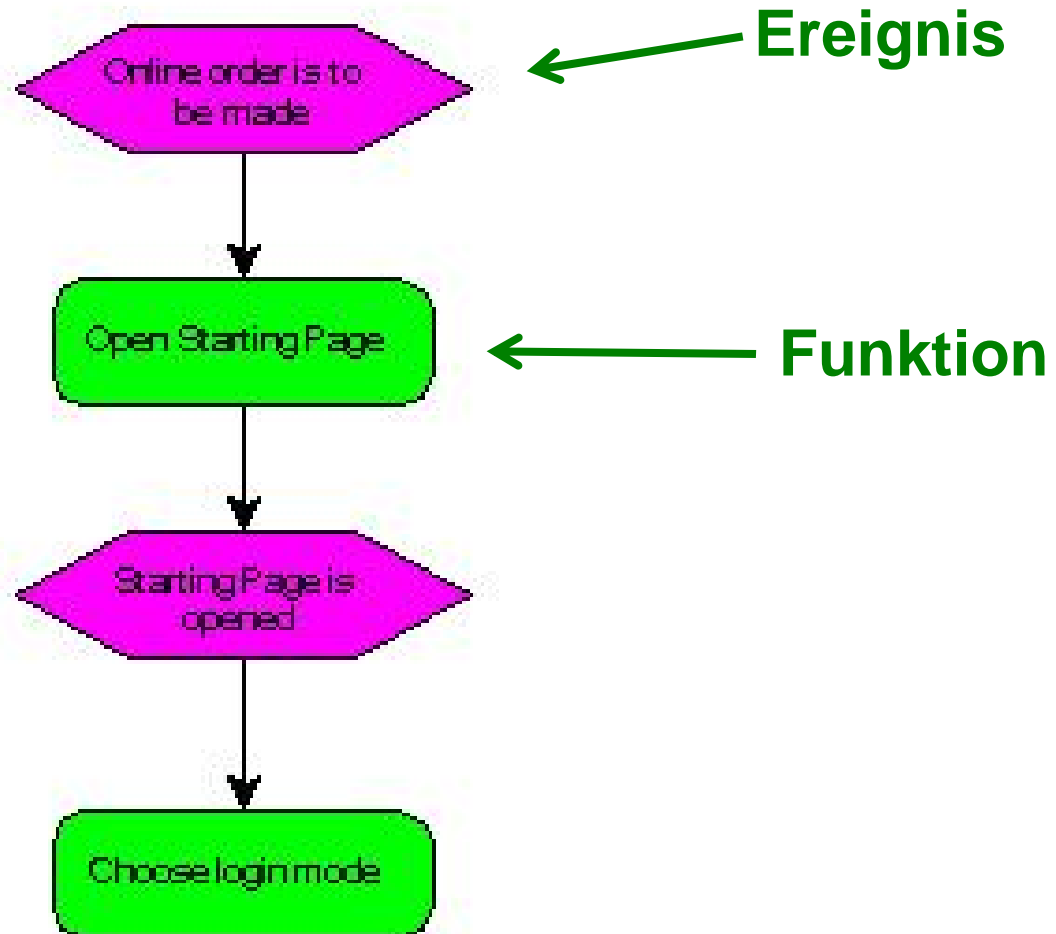 Ereignis
Online order is to
be made
Open Starting Page
Funktion
Starting Page is
opened
Choose login mode